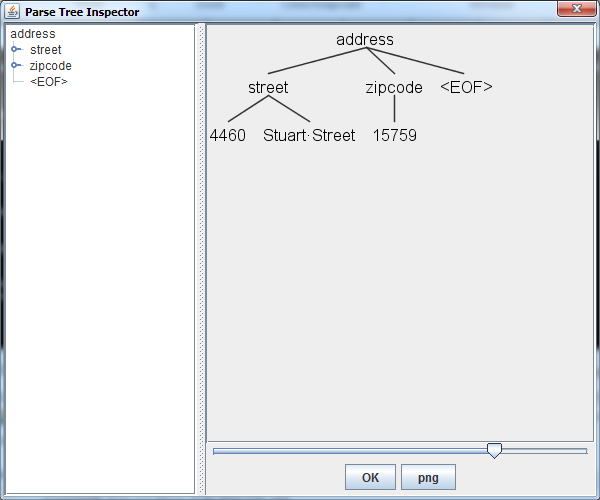 Parse Tree Inspector
address
street
zipcode
<EOF>
address
street zipcode <EOF>
4460 Stuart·Street 15759
OK png